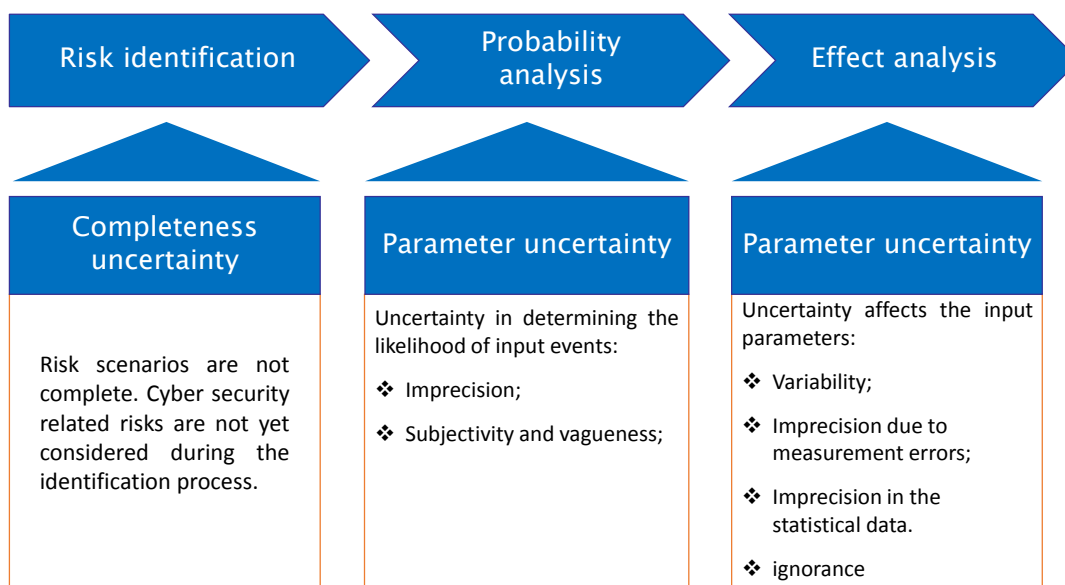 Risk identification
Probability
analysis
Effect analysis
Completeness
uncertainty
Risk scenarios are not
complete. Cyber security
related risks are not yet
considered during the
identification process.
Parameter uncertainty
Uncertainty in determining the
likelihood of input events:
❖ Imprecision;
❖ Subjectivity and vagueness;
Parameter uncertainty
Uncertainty affects the input
parameters:
❖ Variability;
❖ Imprecision due to
measurement errors;
❖ Imprecision in the
statistical data.
❖ ignorance